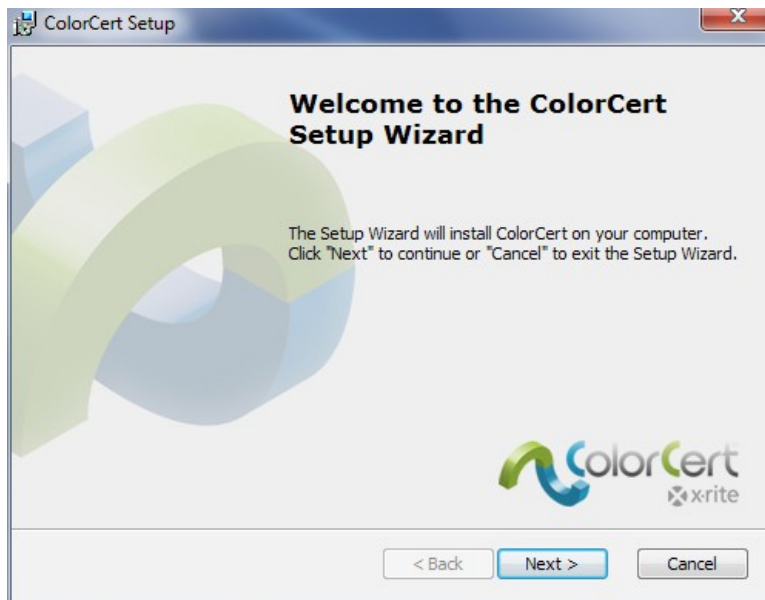 ColorCert Setup
Welcome to the ColorCert
Setup Wizard
The Setup Wizard will install ColorCert on your computer.
Click "Next" to continue or "Cancel" to exit the Setup Wizard.
ColorCert
x·rite
< Back Next > Cancel